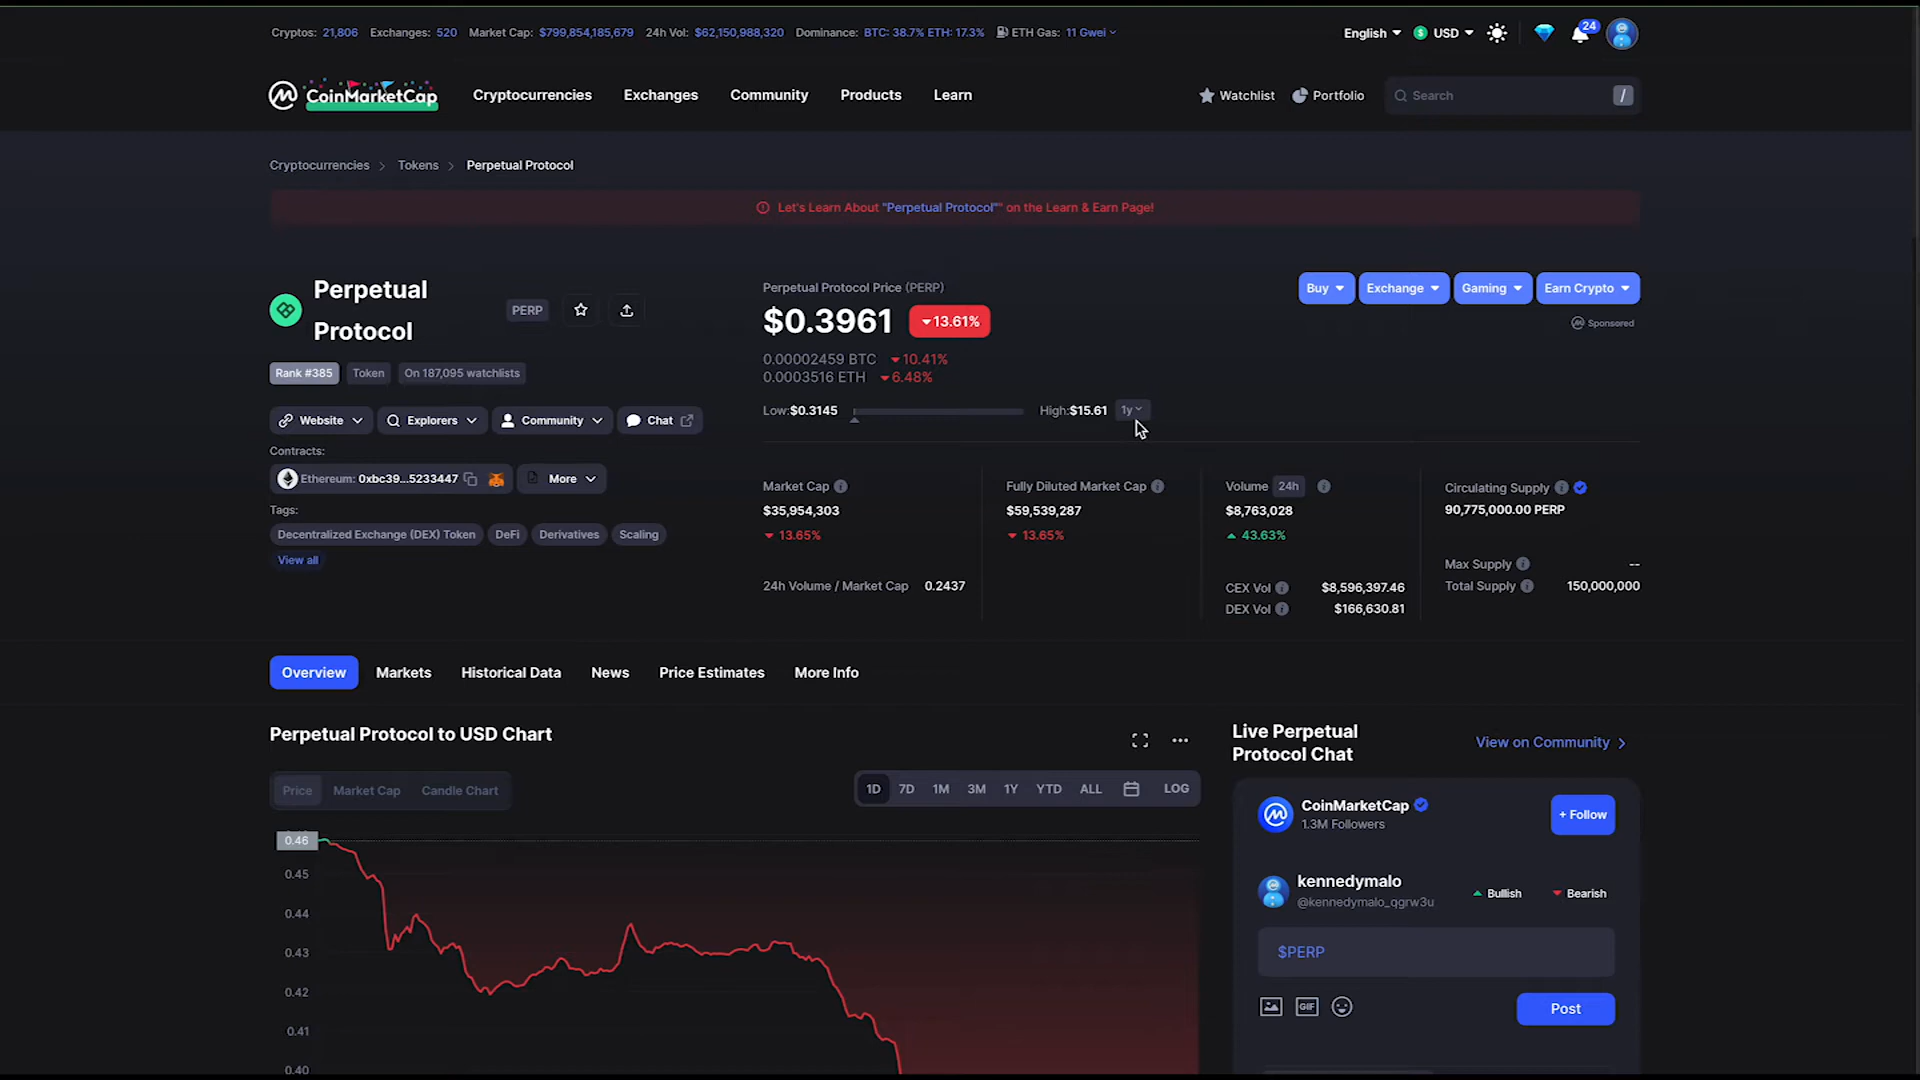 Cryptos: 21,806 Exchanges: 520 Market Cap: $799,854,185,679 24h Vol: $62,150,988,320 Dominance: BTC: 38.7% ETH: 17.3% ETH Gas: 11 Gwei
English USD 24
CoinMarketCap Cryptocurrencies Exchanges Community Products Learn Watchlist Portfolio Search /
Cryptocurrencies Tokens Perpetual Protocol
Let's Learn About "Perpetual Protocol"" on the Learn & Earn Page!
Perpetual
Protocol
PERP
Rank #385 Token On 187,095 watchlists
Website Explorers Community Chat
Contracts:
Ethereum: 0xbc39...5233447 More
Tags:
Decentralized Exchange (DEX) Token DeFi Derivatives Scaling
View all
Perpetual Protocol Price (PERP)
$0.3961 13.61%
0.00002459 BTC 10.41%
0.0003516 ETH 6.48%
Low:$0.3145 High:$15.61 1y
Buy Exchange Gaming Earn Crypto
Sponsored
Market Cap
$35,954,303
13.65%
24h Volume / Market Cap 0.2437
Fully Diluted Market Cap
$59,539,287
13.65%
Volume 24h
$8,763,028
43.63%
CEX Vol $8,596,397.46
DEX Vol $166,630.81
Circulating Supply
90,775,000.00 PERP
Max Supply --
Total Supply 150,000,000
Overview Markets Historical Data News Price Estimates More Info
Perpetual Protocol to USD Chart
Price Market Cap Candle Chart
1D 7D 1M 3M 1Y YTD ALL LOG
0.46
0.45
0.44
0.43
0.42
0.41
0.40
Live Perpetual
Protocol Chat
View on Community
CoinMarketCap
1.3M Followers
+ Follow
kennedymalo
@kennedymalo_qgrw3u
Bullish Bearish
$PERP
GIF
Post